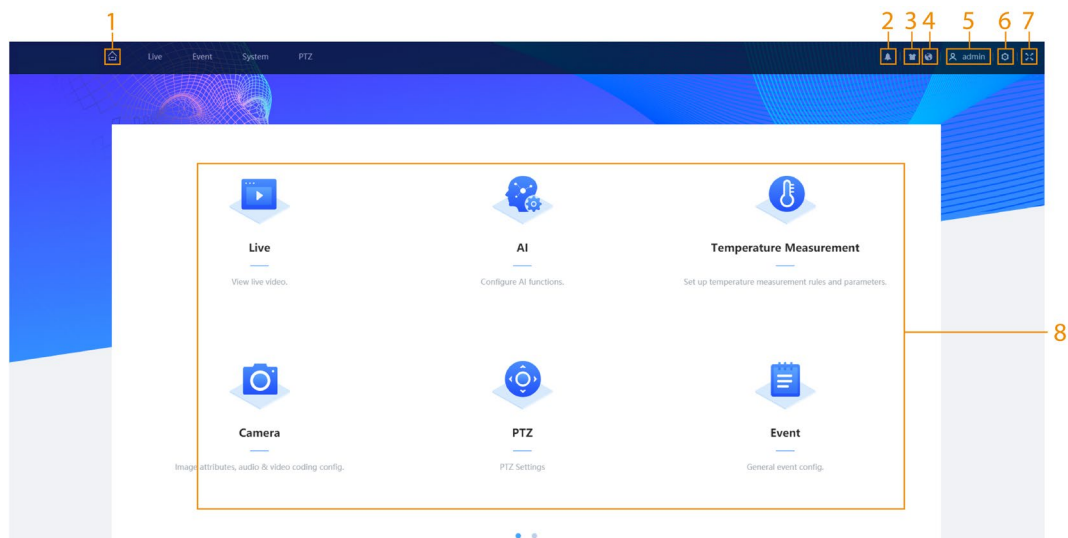 1 2 3 4 5 6 7
Live Event System PTZ admin
Live AI Temperature Measurement
View live video. Configure AI functions. Set up temperature measurement rules and parameters.
8
Camera PTZ Event
Image attributes, audio & video coding config. PTZ Settings General event config.